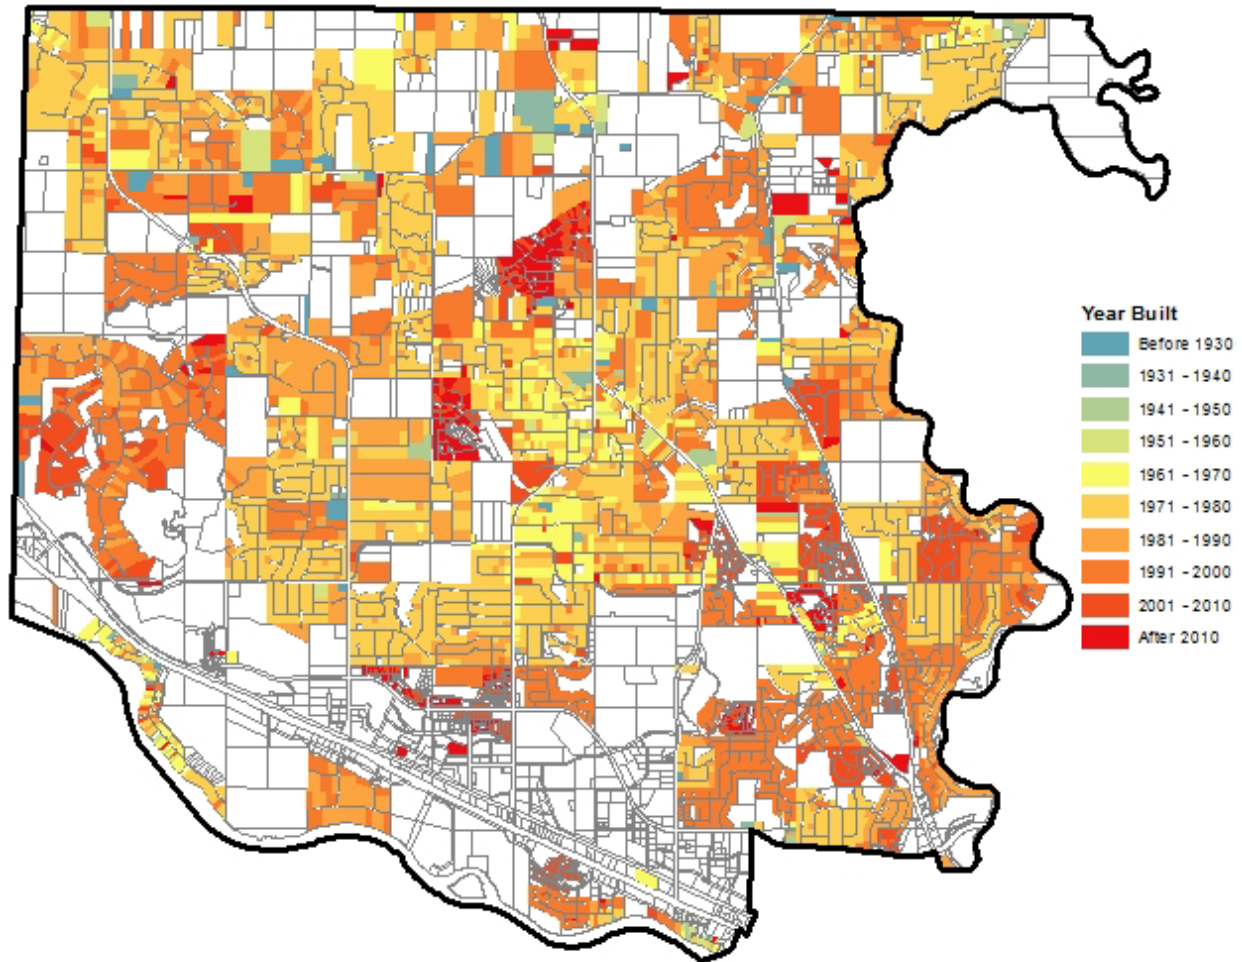 Year Built
Before 1930
1931 - 1940
1941 - 1950
1951 - 1960
1961 - 1970
1971 - 1980
1981 - 1990
1991 - 2000
2001 - 2010
After 2010